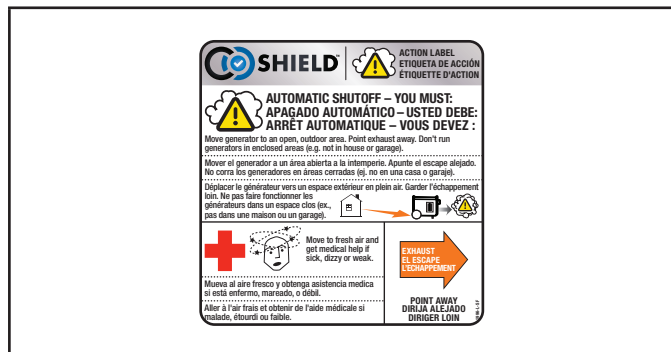 CO SHIELD™
ACTION LABEL
ETIQUETA DE ACCIÓN
ÉTIQUETTE D'ACTION
AUTOMATIC SHUTOFF – YOU MUST:
APAGADO AUTOMÁTICO – USTED DEBE:
ARRÊT AUTOMATIQUE – VOUS DEVEZ :
Move generator to an open, outdoor area. Point exhaust away. Don't run
generators in enclosed areas (e.g. not in house or garage).
Mover el generador a un área abierta a la intemperie. Apunte el escape alejado.
No corra los generadores en áreas cerradas (ej. no en una casa o garaje).
Déplacer le générateur vers un espace extérieur en plein air. Garder l'échappement
loin. Ne pas faire fonctionner les
générateurs dans un espace clos (ex.,
pas dans une maison ou un garage).
Move to fresh air and
get medical help if
sick, dizzy or weak.
Mueva al aire fresco y obtenga asistencia medica
si está enfermo, mareado, o débil.
Aller à l'air frais et obtenir de l'aide médicale si
malade, étourdi ou faible.
EXHAUST
EL ESCAPE
L'ECHAPPEMENT
POINT AWAY
DIRIJA ALEJADO
DIRIGER LOIN